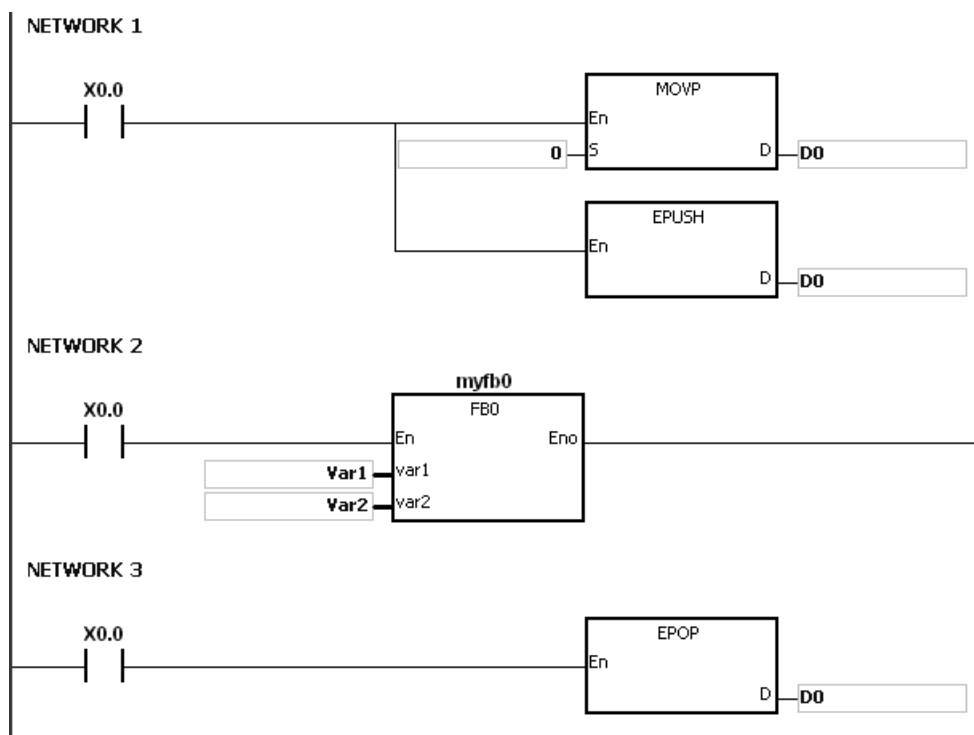 NETWORK 1
X0.0
MOVP
En
0 S D D0
EPUSH
En
D D0
NETWORK 2
myfb0
X0.0
FB0
En Eno
Var1 var1
Var2 var2
NETWORK 3
X0.0
EPOP
En
D D0